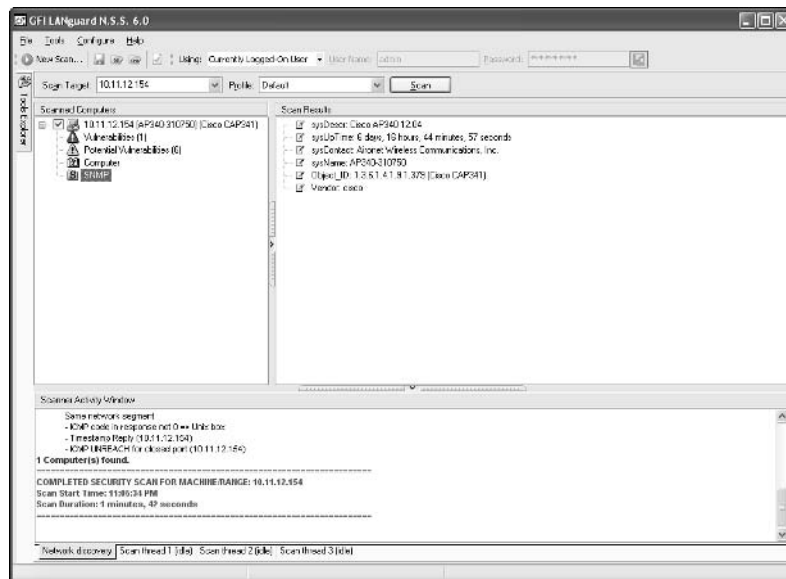 GFI LANguard N.S.S. 6.0
File Tools Configure Help
New Scan... Using: Currently Logged-On User User Name: admin Password: ********
Scan Target: 10.11.12.154 Profile: Default Scan
Tools Explorer
Scanned Computers
10.11.12.154 [AP340-310750] (Cisco CAP341)
Vulnerabilities (1)
Potential Vulnerabilities (6)
Computer
SNMP
Scan Results
sysDescr: Cisco AP340 12.04
sysUpTime: 6 days, 16 hours, 44 minutes, 57 seconds
sysContact: Aironet Wireless Communications, Inc.
sysName: AP340-310750
Object_ID: 1.3.6.1.4.1.9.1.379 (Cisco CAP341)
Vendor: cisco
Scanner Activity Window
Same network segment
- ICMP code in response not 0 => Unix box
- Timestamp Reply (10.11.12.154)
- ICMP UNREACH for closed port (10.11.12.154)
1 Computer(s) found.
COMPLETED SECURITY SCAN FOR MACHINE/RANGE: 10.11.12.154
Scan Start Time: 11:05:34 PM
Scan Duration: 1 minutes, 42 seconds
Network discovery Scan thread 1 (idle) Scan thread 2 (idle) Scan thread 3 (idle)